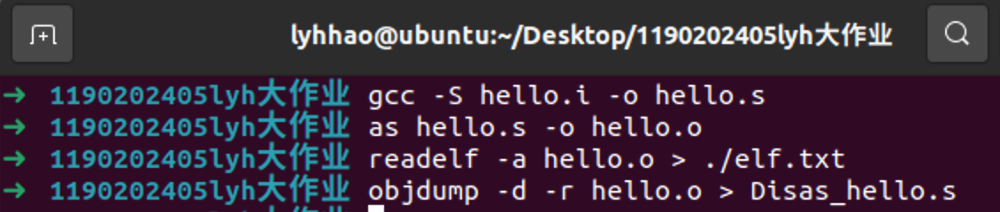 lyhhao@ubuntu:~/Desktop/1190202405lyh大作业
➜ 1190202405lyh大作业 gcc -S hello.i -o hello.s
➜ 1190202405lyh大作业 as hello.s -o hello.o
➜ 1190202405lyh大作业 readelf -a hello.o > ./elf.txt
➜ 1190202405lyh大作业 objdump -d -r hello.o > Disas_hello.s